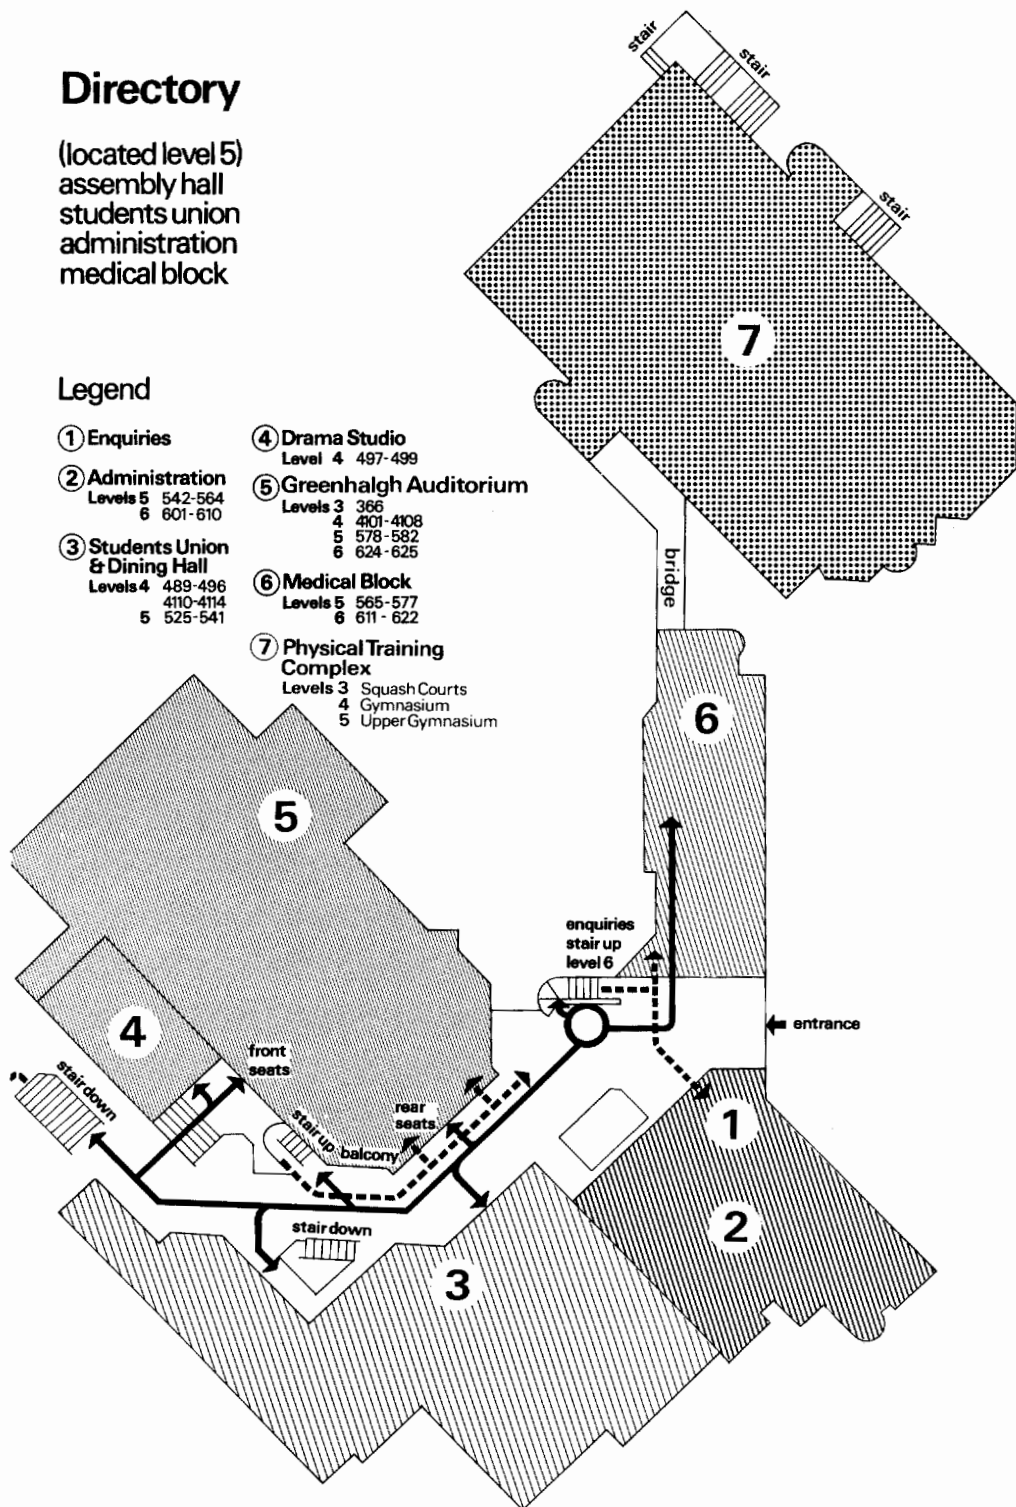 Directory
(located level 5)
assembly hall
students union
administration
medical block
Legend
1 Enquiries
2 Administration
Levels 5 542-564
6 601-610
3 Students Union
& Dining Hall
Levels 4 489-496
4110-4114
5 525-541
4 Drama Studio
Level 4 497-499
5 Greenhalgh Auditorium
Levels 3 366
4 4101-4108
5 578-582
6 624-625
6 Medical Block
Levels 5 565-577
6 611-622
7 Physical Training
Complex
Levels 3 Squash Courts
4 Gymnasium
5 Upper Gymnasium
stair
stair
stair
7
bridge
6
5
enquiries
stair up
level 6
entrance
4
front
seats
stair down
stair up
balcony
rear
seats
1
2
stair down
3